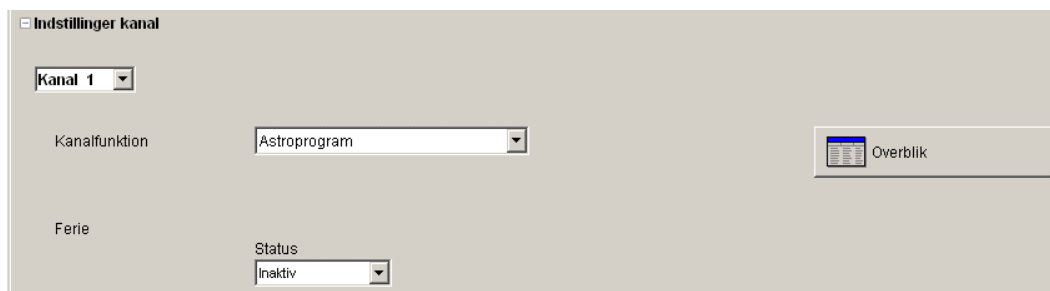 Indstillinger kanal
Kanal 1
Kanalfunktion Astroprogram Overblik
Ferie
Status
Inaktiv